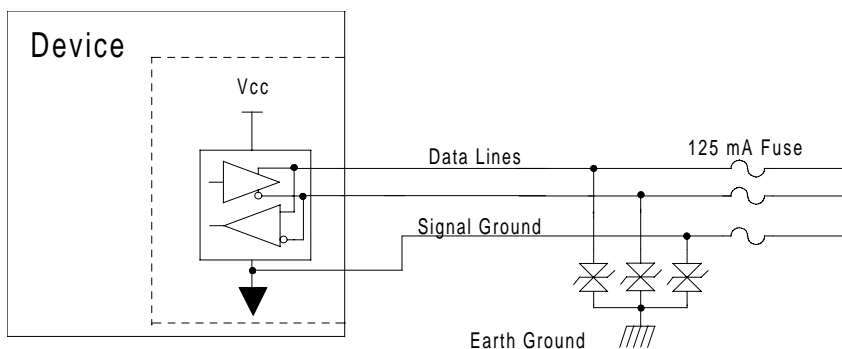 Device
Vcc
Data Lines
125 mA Fuse
Signal Ground
Earth Ground